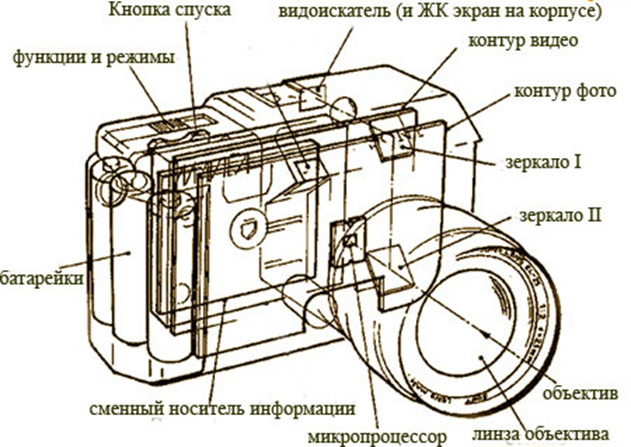 Кнопка спуска
видоискатель (и ЖК экран на корпусе)
функции и режимы
контур видео
контур фото
зеркало I
зеркало II
батарейки
объектив
сменный носитель информации
микропроцессор
линза объектива